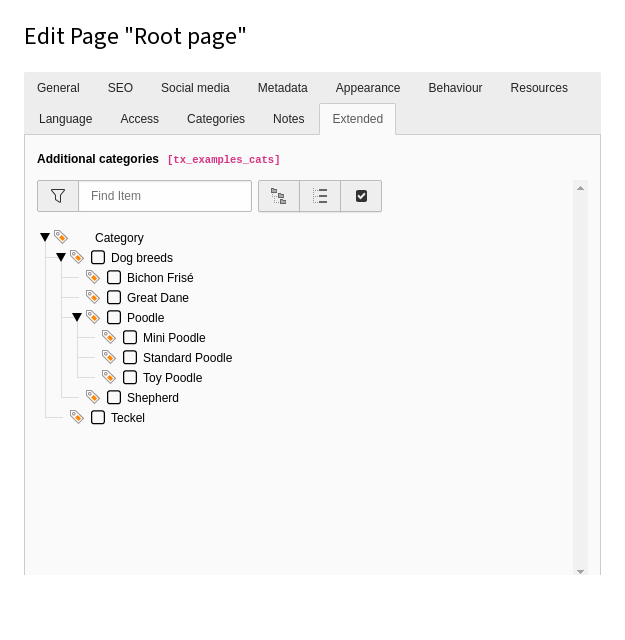 Edit Page "Root page"
General SEO Social media Metadata Appearance Behaviour Resources
Language Access Categories Notes Extended
Additional categories [tx_examples_cats]
Find Item
Category
Dog breeds
Bichon Frisé
Great Dane
Poodle
Mini Poodle
Standard Poodle
Toy Poodle
Shepherd
Teckel